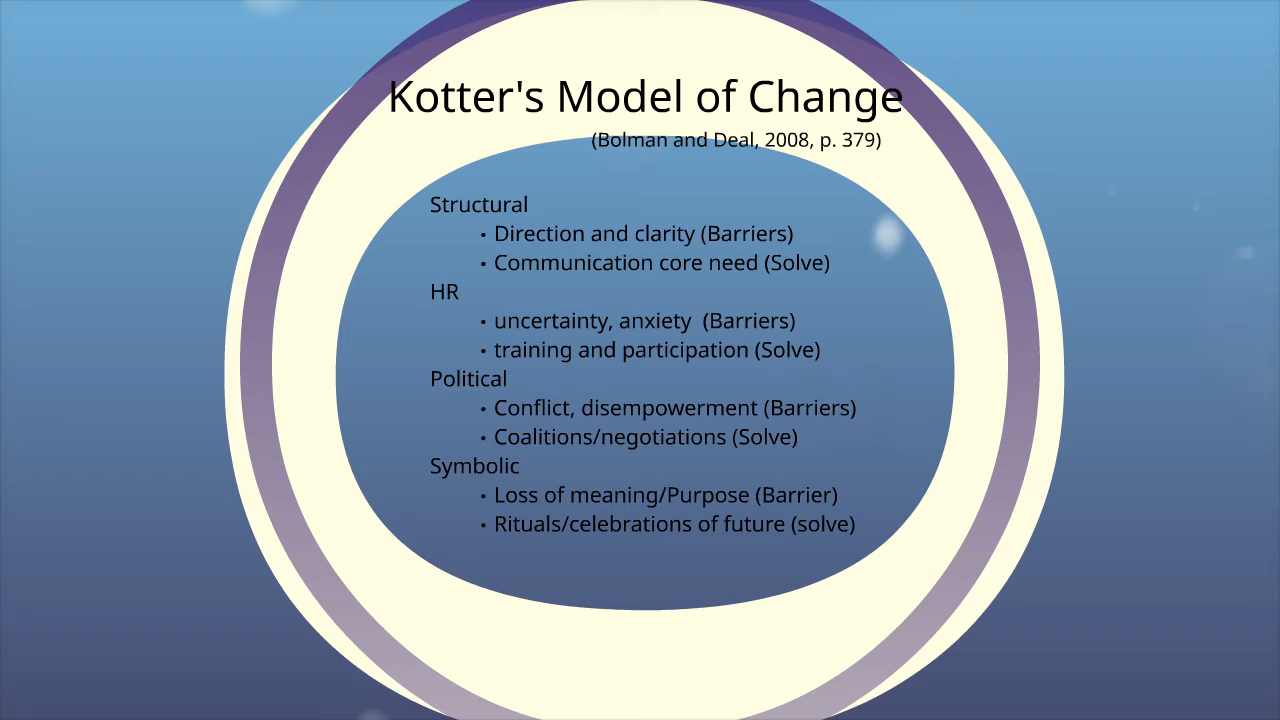 Kotter's Model of Change
(Bolman and Deal, 2008, p. 379)
Structural
• Direction and clarity (Barriers)
• Communication core need (Solve)
HR
• uncertainty, anxiety  (Barriers)
• training and participation (Solve)
Political
• Conflict, disempowerment (Barriers)
• Coalitions/negotiations (Solve)
Symbolic
• Loss of meaning/Purpose (Barrier)
• Rituals/celebrations of future (solve)